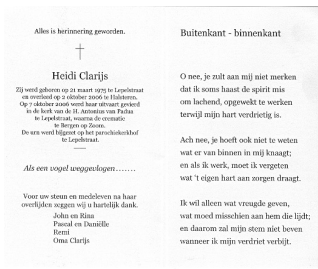 Alles is herinnering geworden.
Heidi Clarijs
Zij werd geboren op 21 maart 1975 te Lepelstraat
en overleed op 2 oktober 2006 te Halsteren.
Op 7 oktober 2006 werd haar uitvaart gevierd
in de kerk van de H. Antonius van Padua
te Lepelstraat, waarna de crematie
te Bergen op Zoom.
De urn werd bijgezet op het parochiekerkhof
te Lepelstraat.
Als een vogel weggevlogen.......
Voor uw steun en medeleven na haar
overlijden zeggen wij u hartelijk dank.
John en Rina
Pascal en Daniëlle
Remi
Oma Clarijs
Buitenkant - binnenkant
O nee, je zult aan mij niet merken
dat ik soms haast de spirit mis
om lachend, opgewekt te werken
terwijl mijn hart verdrietig is.
Ach nee, je hoeft ook niet te weten
wat er van binnen in mij knaagt;
en als ik werk, moet ik vergeten
wat 't eigen hart aan zorgen draagt.
Ik wil alleen wat vreugde geven,
wat moed misschien aan hem die lijdt;
en daarom zal mijn stem niet beven
wanneer ik mijn verdriet verbijt.